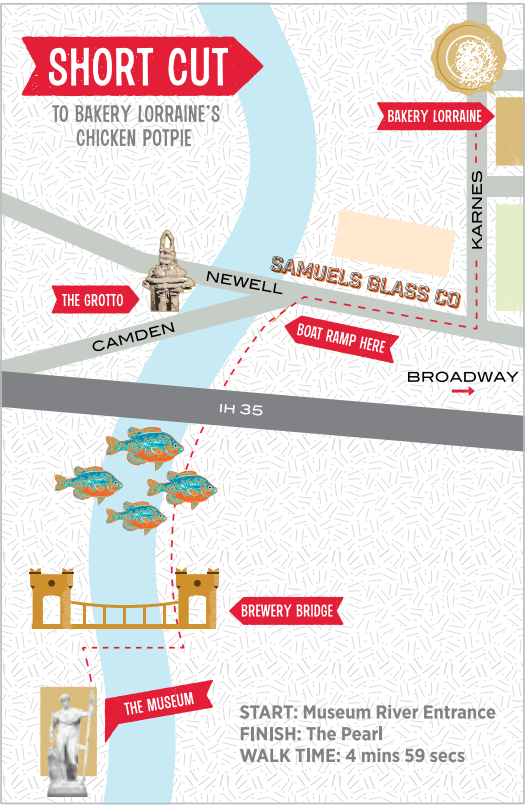 SHORT CUT
TO BAKERY LORRAINE'S
CHICKEN POTPIE
BAKERY LORRAINE
KARNES
SAMUELS GLASS CO
NEWELL
THE GROTTO
CAMDEN
BOAT RAMP HERE
BROADWAY
IH 35
BREWERY BRIDGE
THE MUSEUM
START: Museum River Entrance
FINISH: The Pearl
WALK TIME: 4 mins 59 secs